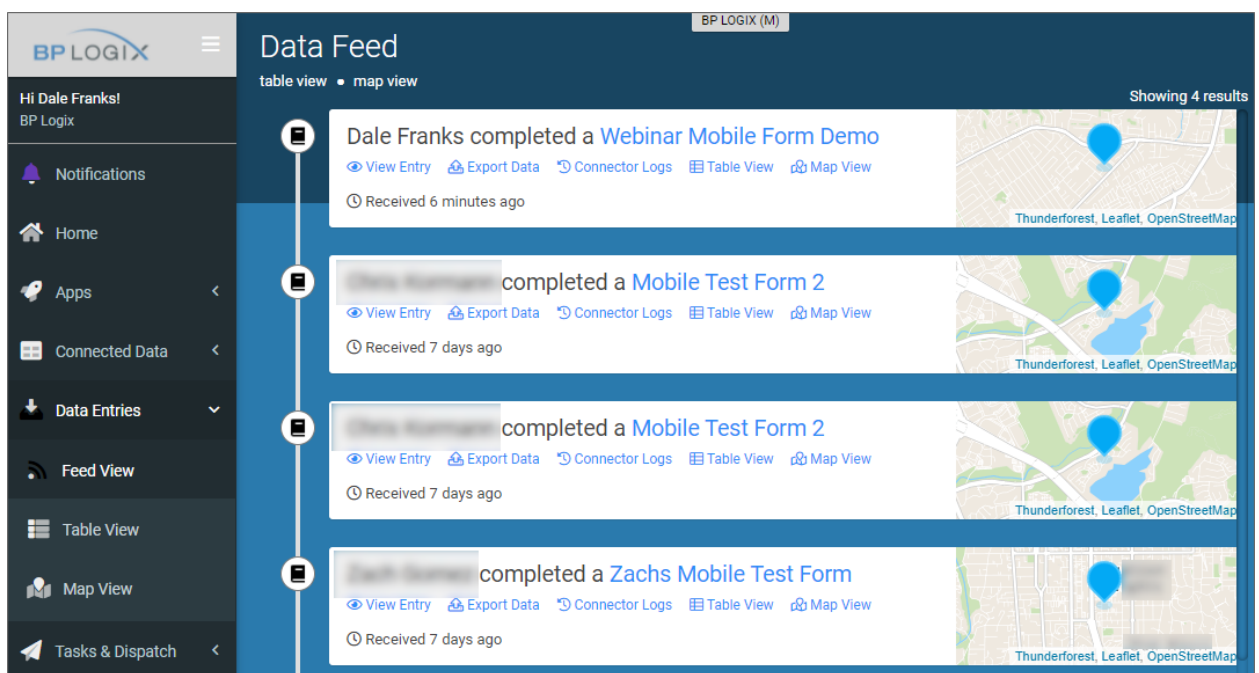 BP LOGIX (M)
BPLOGIX
Data Feed
table view ● map view
Showing 4 results
Hi Dale Franks!
BP Logix
Notifications
Home
Apps
Connected Data
Data Entries
Feed View
Table View
Map View
Tasks & Dispatch
Dale Franks completed a Webinar Mobile Form Demo
View Entry Export Data Connector Logs Table View Map View
Received 6 minutes ago
Thunderforest, Leaflet, OpenStreetMap
completed a Mobile Test Form 2
View Entry Export Data Connector Logs Table View Map View
Received 7 days ago
Thunderforest, Leaflet, OpenStreetMap
completed a Mobile Test Form 2
View Entry Export Data Connector Logs Table View Map View
Received 7 days ago
Thunderforest, Leaflet, OpenStreetMap
completed a Zachs Mobile Test Form
View Entry Export Data Connector Logs Table View Map View
Received 7 days ago
Thunderforest, Leaflet, OpenStreetMap